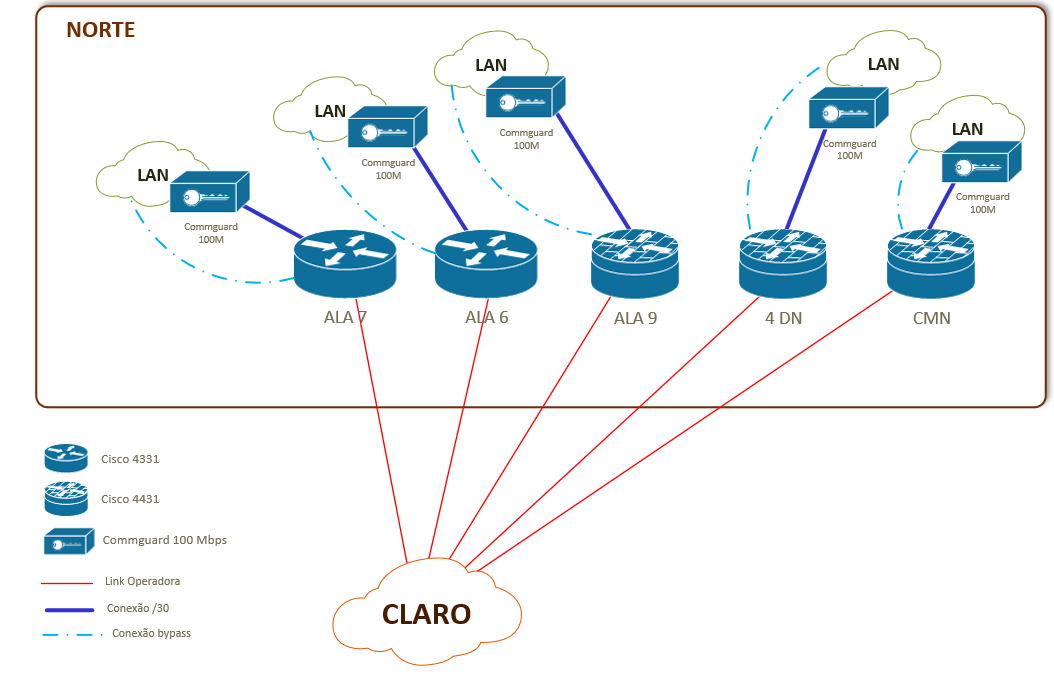 NORTE
LAN
Commguard
100M
LAN
Commguard
100M
LAN
Commguard
100M
LAN
Commguard
100M
LAN
Commguard
100M
ALA 7
ALA 6
ALA 9
4 DN
CMN
Cisco 4331
Cisco 4431
Commguard 100 Mbps
Link Operadora
Conexão /30
Conexão bypass
CLARO